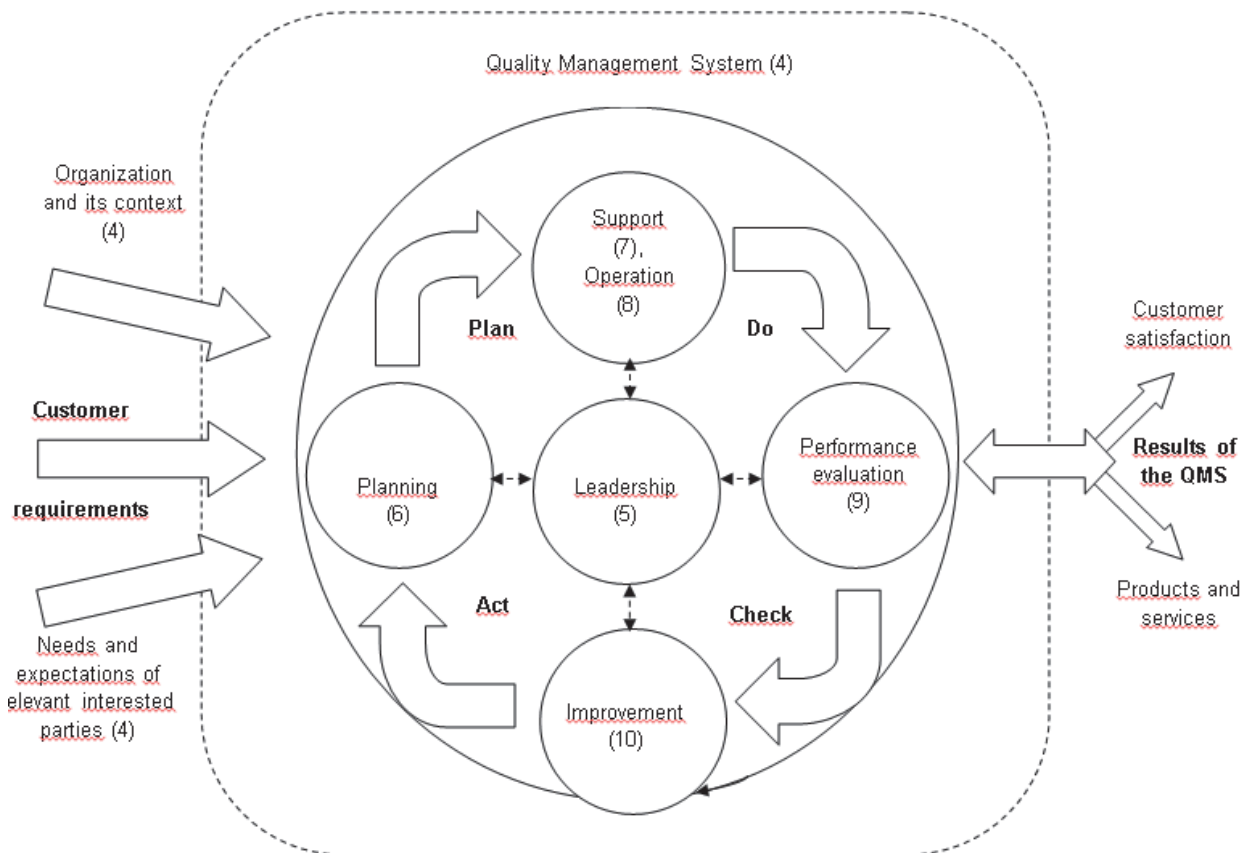 Quality Management System (4)
Organization
and its context
(4)
Support
(7),
Operation
(8)
Plan
Do
Customer
satisfaction
Customer
requirements
Planning
(6)
Leadership
(5)
Performance
evaluation
(9)
Results of
the QMS
Act
Check
Products and
services
Needs and
expectations of
elevant interested
parties (4)
Improvement
(10)